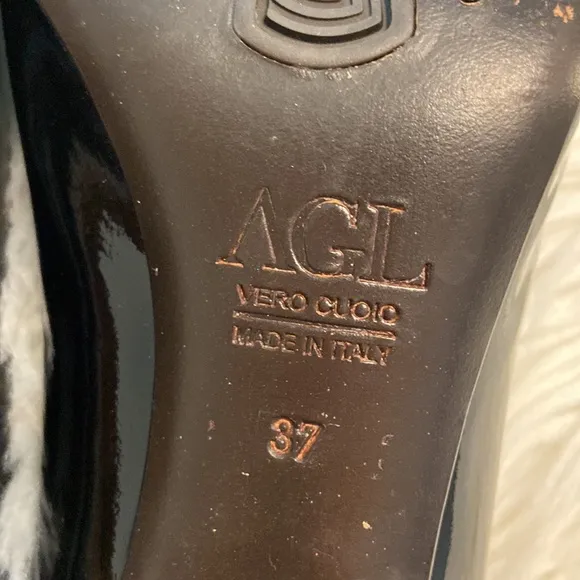 AGL
VERO CUOIO
MADE IN ITALY
37